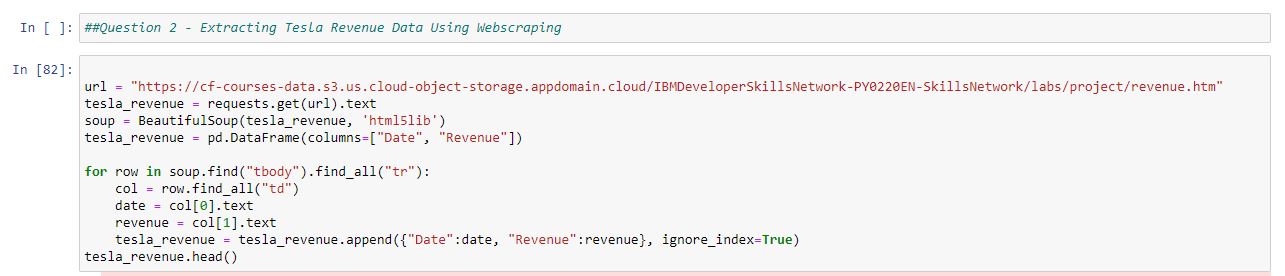 In [ ]: ##Question 2 - Extracting Tesla Revenue Data Using Webscraping
In [82]:
url = "https://cf-courses-data.s3.us.cloud-object-storage.appdomain.cloud/IBMDeveloperSkillsNetwork-PY0220EN-SkillsNetwork/labs/project/revenue.htm"
tesla_revenue = requests.get(url).text
soup = BeautifulSoup(tesla_revenue, 'html5lib')
tesla_revenue = pd.DataFrame(columns=["Date", "Revenue"])
for row in soup.find("tbody").find_all("tr"):
    col = row.find_all("td")
    date = col[0].text
    revenue = col[1].text
    tesla_revenue = tesla_revenue.append({"Date":date, "Revenue":revenue}, ignore_index=True)
tesla_revenue.head()